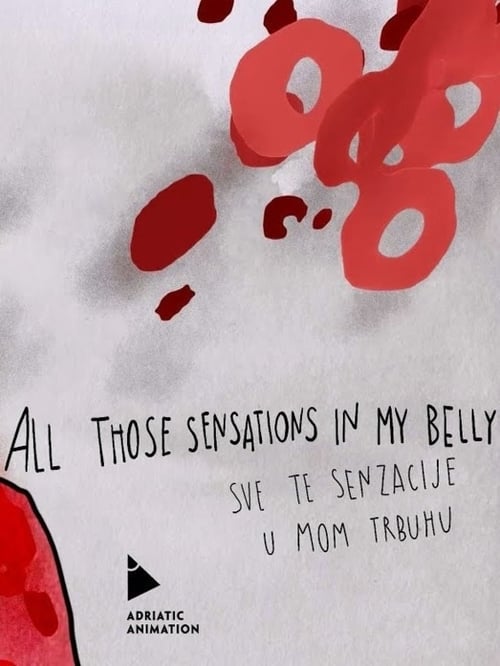 ALL THOSE SENSATIONS IN MY BELLY
SVE TE SENZACIJE
U MOM TRBUHU
ADRIATIC
ANIMATION